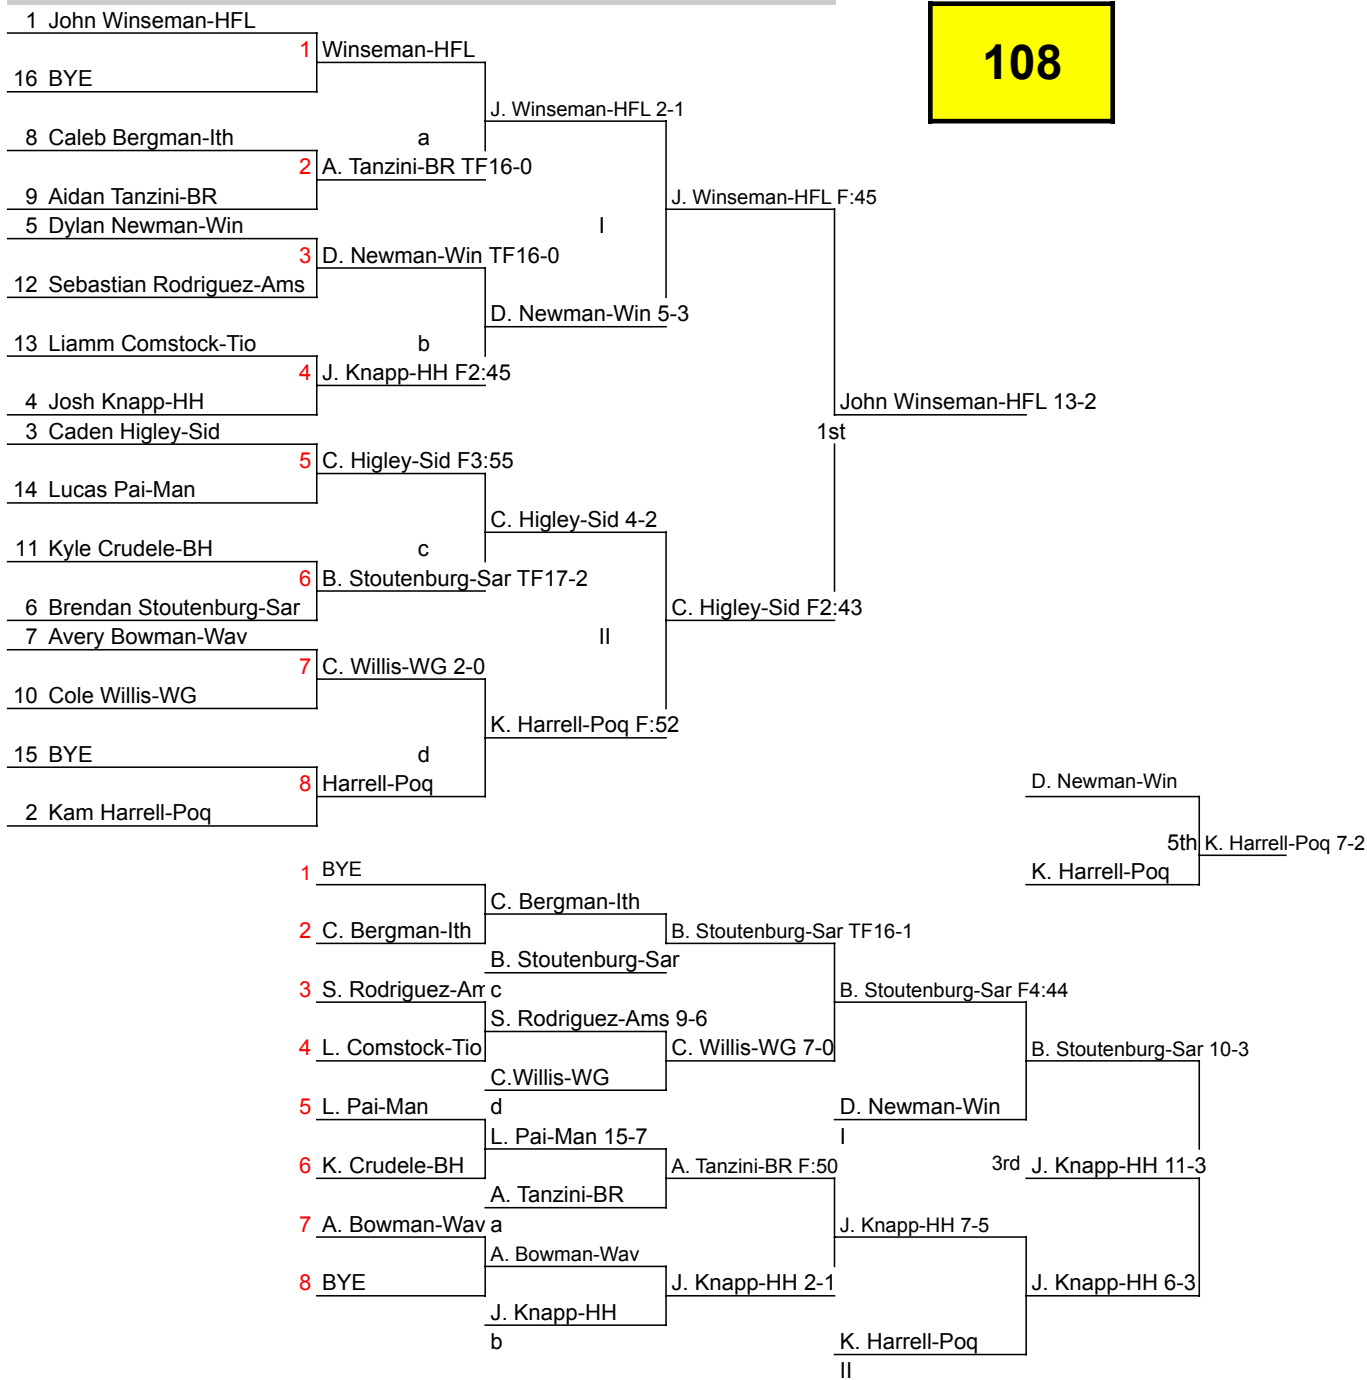 1 John Winseman-HFL
108
1 Winseman-HFL
16 BYE
J. Winseman-HFL 2-1
8 Caleb Bergman-Ith
a
2 A. Tanzini-BR TF16-0
9 Aidan Tanzini-BR
J. Winseman-HFL F:45
5 Dylan Newman-Win
I
3 D. Newman-Win TF16-0
12 Sebastian Rodriguez-Ams
D. Newman-Win 5-3
13 Liamm Comstock-Tio
b
4 J. Knapp-HH F2:45
4 Josh Knapp-HH
John Winseman-HFL 13-2
3 Caden Higley-Sid
1st
5 C. Higley-Sid F3:55
14 Lucas Pai-Man
C. Higley-Sid 4-2
11 Kyle Crudele-BH
c
6 B. Stoutenburg-Sar TF17-2
6 Brendan Stoutenburg-Sar
C. Higley-Sid F2:43
7 Avery Bowman-Wav
II
7 C. Willis-WG 2-0
10 Cole Willis-WG
K. Harrell-Poq F:52
15 BYE
d
8 Harrell-Poq
D. Newman-Win
2 Kam Harrell-Poq
5th K. Harrell-Poq 7-2
1 BYE
K. Harrell-Poq
C. Bergman-Ith
2 C. Bergman-Ith
B. Stoutenburg-Sar TF16-1
B. Stoutenburg-Sar
3 S. Rodriguez-Am c
B. Stoutenburg-Sar F4:44
S. Rodriguez-Ams 9-6
4 L. Comstock-Tio
C. Willis-WG 7-0
B. Stoutenburg-Sar 10-3
C.Willis-WG
5 L. Pai-Man
d
D. Newman-Win
L. Pai-Man 15-7
I
6 K. Crudele-BH
A. Tanzini-BR F:50
3rd J. Knapp-HH 11-3
A. Tanzini-BR
7 A. Bowman-Wav a
J. Knapp-HH 7-5
A. Bowman-Wav
8 BYE
J. Knapp-HH 2-1
J. Knapp-HH 6-3
J. Knapp-HH
b
K. Harrell-Poq
II